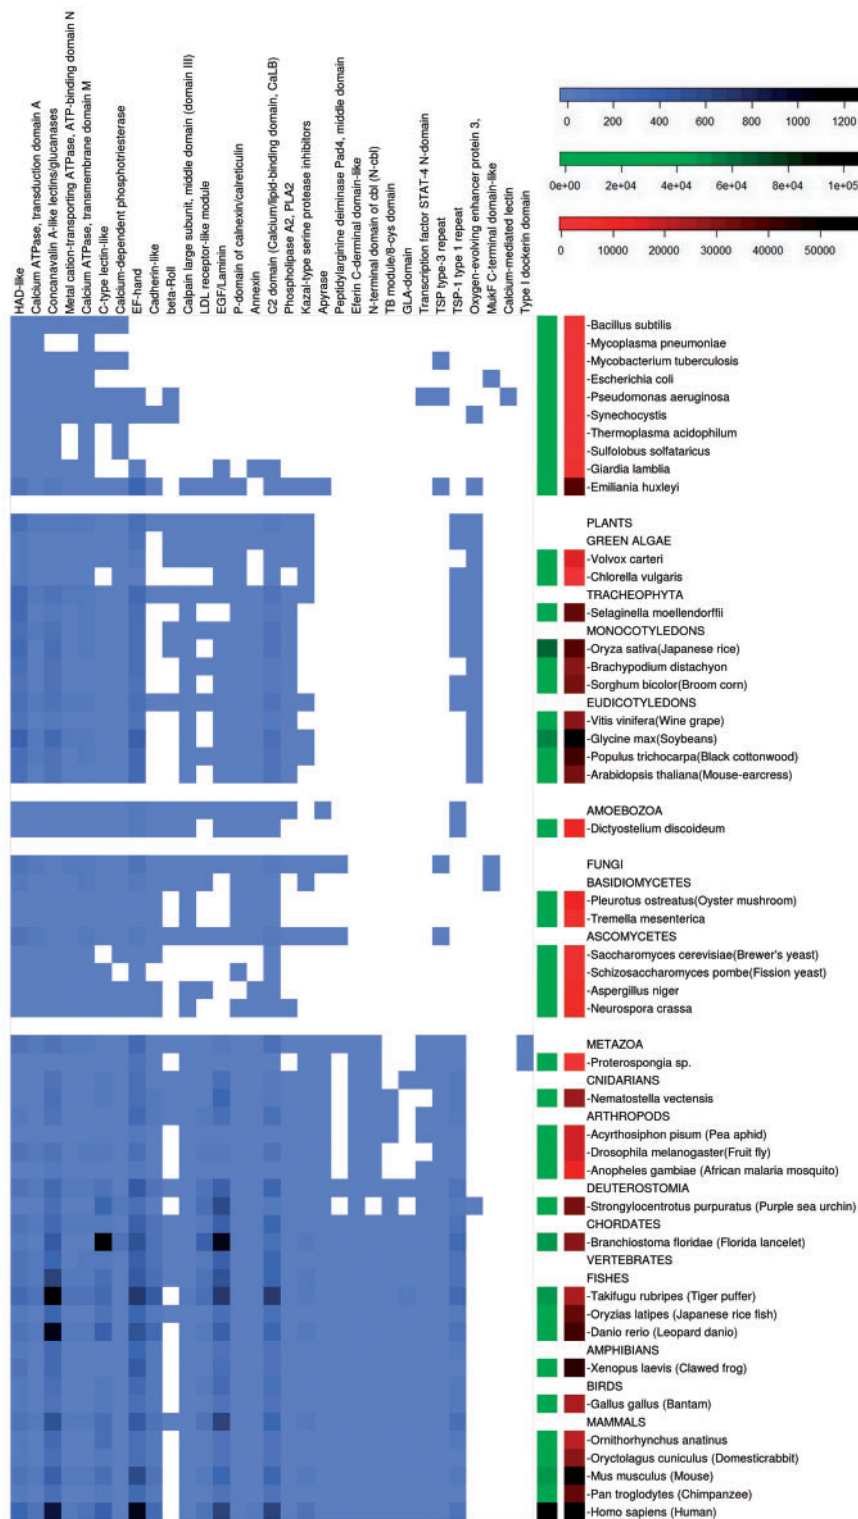 HAD-like
Calcium ATPase, transduction domain A
Concanavalin A-like lectins/glucanases
Metal cation-transporting ATPase, ATP-binding domain N
Calcium ATPase, transmembrane domain M
C-type lectin-like
Calcium-dependent phosphotriesterase
EF-hand
Cadherin-like
beta-Roll
Calpain large subunit, middle domain (domain III)
LDL receptor-like module
EGF/Laminin
P-domain of calnexin/calreticulin
Annexin
C2 domain (Calcium/lipid-binding domain, CaLB)
Phospholipase A2, PLA2
Kazal-type serine protease inhibitors
Apyrase
Peptidylarginine deiminase Pad4, middle domain
Eferin C-derminal domain-like
N-terminal domain of cbl (N-cbl)
TB module/8-cys domain
GLA-domain
Transcription factor STAT-4 N-domain
TSP type-3 repeat
TSP-1 type 1 repeat
Oxygen-evolving enhancer protein 3,
MukF C-terminal domain-like
Calcium-mediated lectin
Type I dockerin domain
0 200 400 600 800 1000 1200
0e+00 2e+04 4e+04 6e+04 8e+04 1e+05
0 10000 20000 30000 40000 50000
-Bacillus subtilis
-Mycoplasma pneumoniae
-Mycobacterium tuberculosis
-Escherichia coli
-Pseudomonas aeruginosa
-Synechocystis
-Thermoplasma acidophilum
-Sulfolobus solfataricus
-Giardia lamblia
-Emiliania huxleyi
PLANTS
GREEN ALGAE
-Volvox carteri
-Chlorella vulgaris
TRACHEOPHYTA
-Selaginella moellendorffii
MONOCOTYLEDONS
-Oryza sativa(Japanese rice)
-Brachypodium distachyon
-Sorghum bicolor(Broom corn)
EUDICOTYLEDONS
-Vitis vinifera(Wine grape)
-Glycine max(Soybeans)
-Populus trichocarpa(Black cottonwood)
-Arabidopsis thaliana(Mouse-earcress)
AMOEBOZOA
-Dictyostelium discoideum
FUNGI
BASIDIOMYCETES
-Pleurotus ostreatus(Oyster mushroom)
-Tremella mesenterica
ASCOMYCETES
-Saccharomyces cerevisiae(Brewer's yeast)
-Schizosaccharomyces pombe(Fission yeast)
-Aspergillus niger
-Neurospora crassa
METAZOA
-Proterospongia sp.
CNIDARIANS
-Nematostella vectensis
ARTHROPODS
-Acyrthosiphon pisum (Pea aphid)
-Drosophila melanogaster(Fruit fly)
-Anopheles gambiae (African malaria mosquito)
DEUTEROSTOMIA
-Strongylocentrotus purpuratus (Purple sea urchin)
CHORDATES
-Branchiostoma floridae (Florida lancelet)
VERTEBRATES
FISHES
-Takifugu rubripes (Tiger puffer)
-Oryzias latipes (Japanese rice fish)
-Danio rerio (Leopard danio)
AMPHIBIANS
-Xenopus laevis (Clawed frog)
BIRDS
-Gallus gallus (Bantam)
MAMMALS
-Ornithorhynchus anatinus
-Oryctolagus cuniculus (Domesticrabbit)
-Mus musculus (Mouse)
-Pan troglodytes (Chimpanzee)
-Homo sapiens (Human)